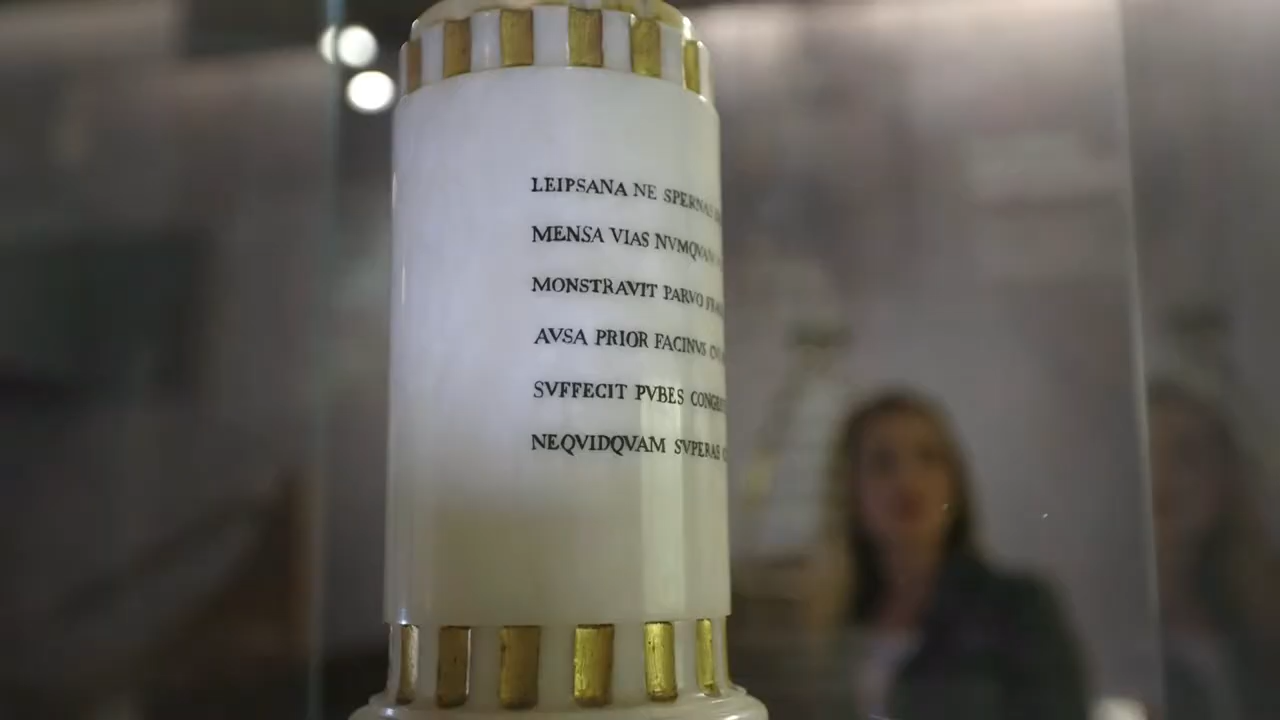 LEIPSANA NE SPERNAS
MENSA VIAS NVMQVAM
MONSTRAVIT PARVO
AVSA PRIOR FACINVS
SVFFECIT PVBES
NEQVIDQVAM SVPERAS